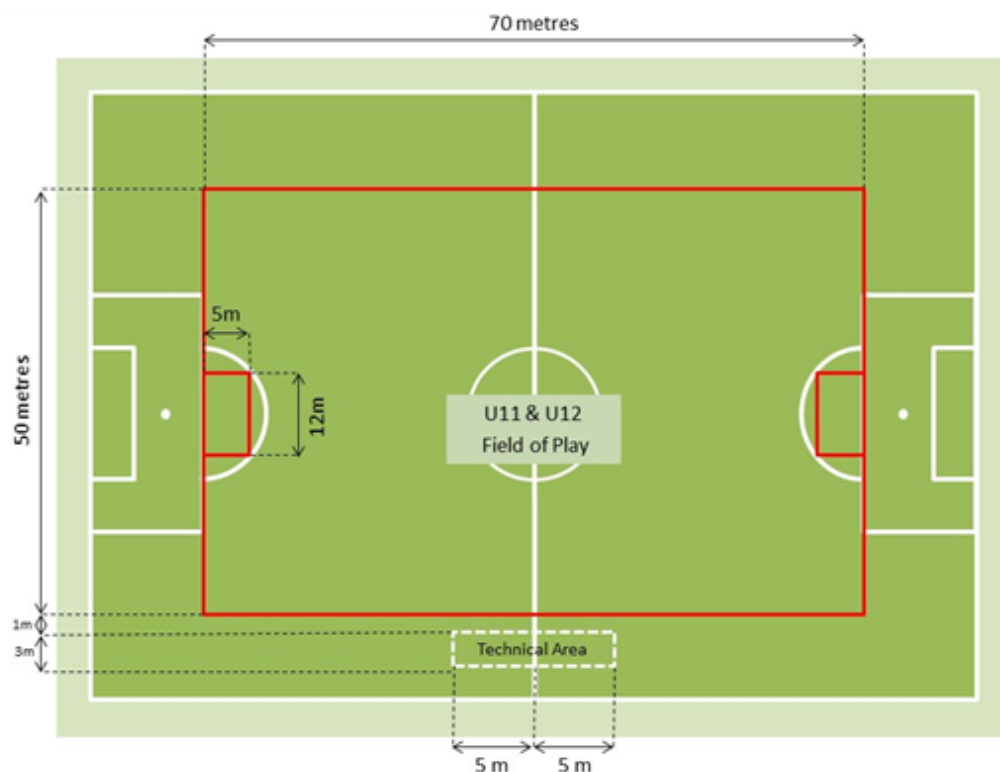 70 metres
5m
50 metres
12m
U11 & U12
Field of Play
1m
3m
Technical Area
5 m
5 m